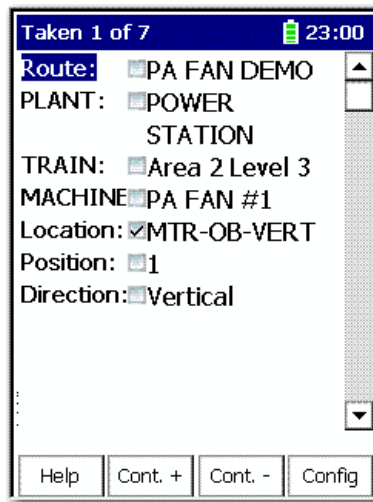 Taken 1 of 7 23:00
Route: PA FAN DEMO
PLANT: POWER
STATION
TRAIN: Area 2 Level 3
MACHINE PA FAN #1
Location: MTR-OB-VERT
Position: 1
Direction: Vertical
Help Cont. + Cont. - Config